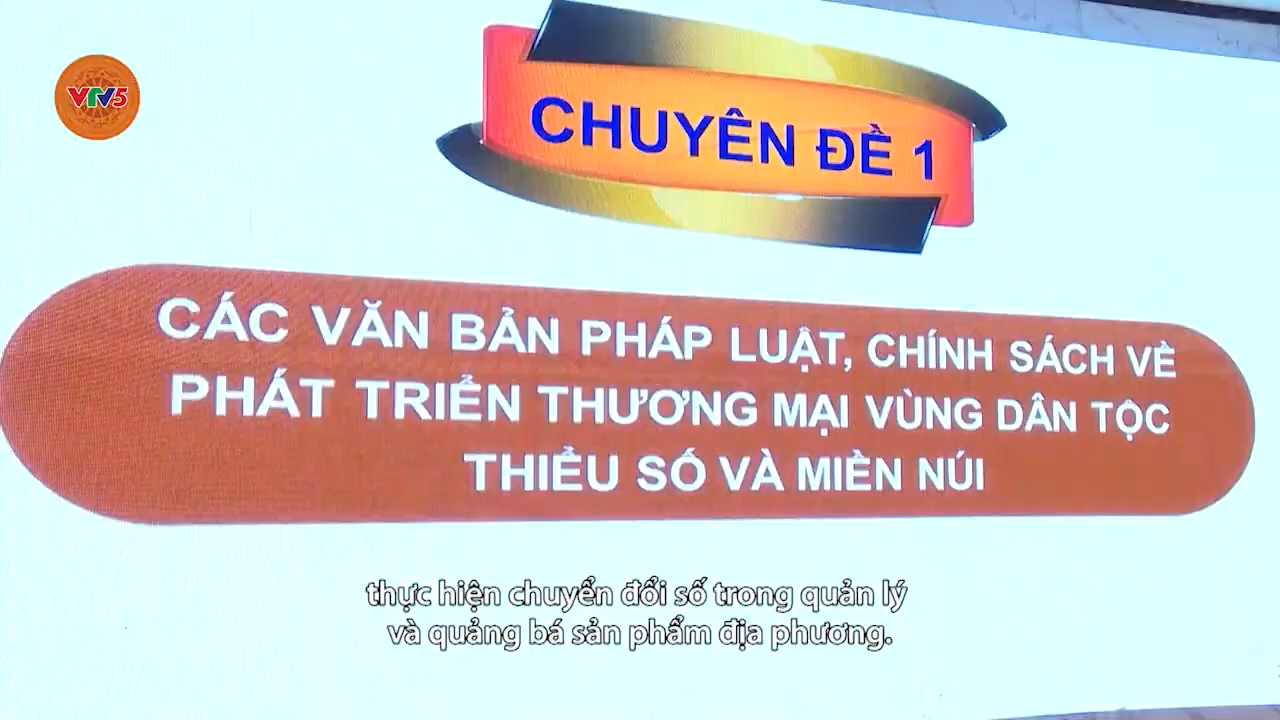 VTV5
CHUYÊN ĐỀ 1
CÁC VĂN BẢN PHÁP LUẬT, CHÍNH SÁCH VỀ
PHÁT TRIỂN THƯƠNG MẠI VÙNG DÂN TỘC
THIỂU SỐ VÀ MIỀN NÚI
thực hiện chuyển đổi số trong quản lý
và quảng bá sản phẩm địa phương.